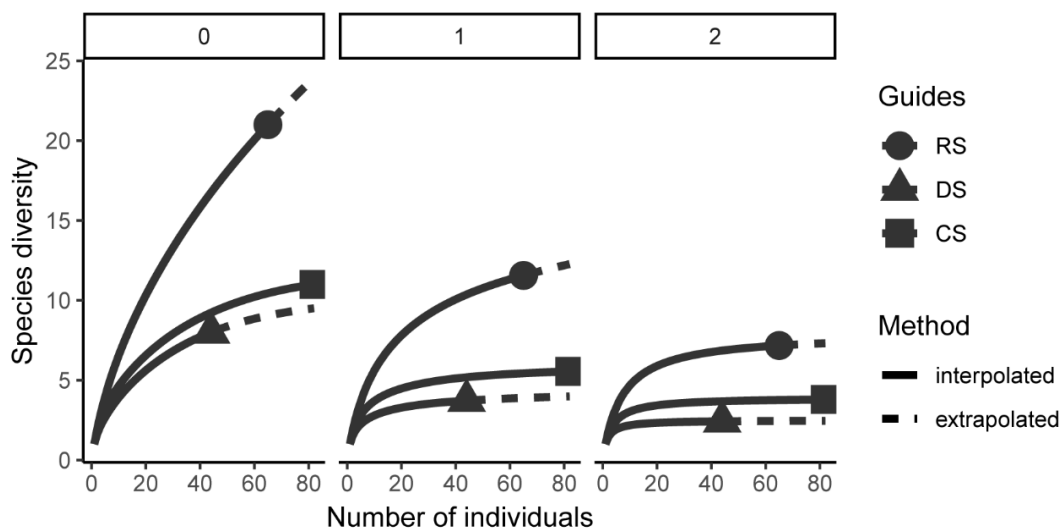 0
1
2
25
20
15
10
5
0
Species diversity
0 20 40 60 80
0 20 40 60 80
0 20 40 60 80
Number of individuals
Guides
RS
DS
CS
Method
interpolated
extrapolated